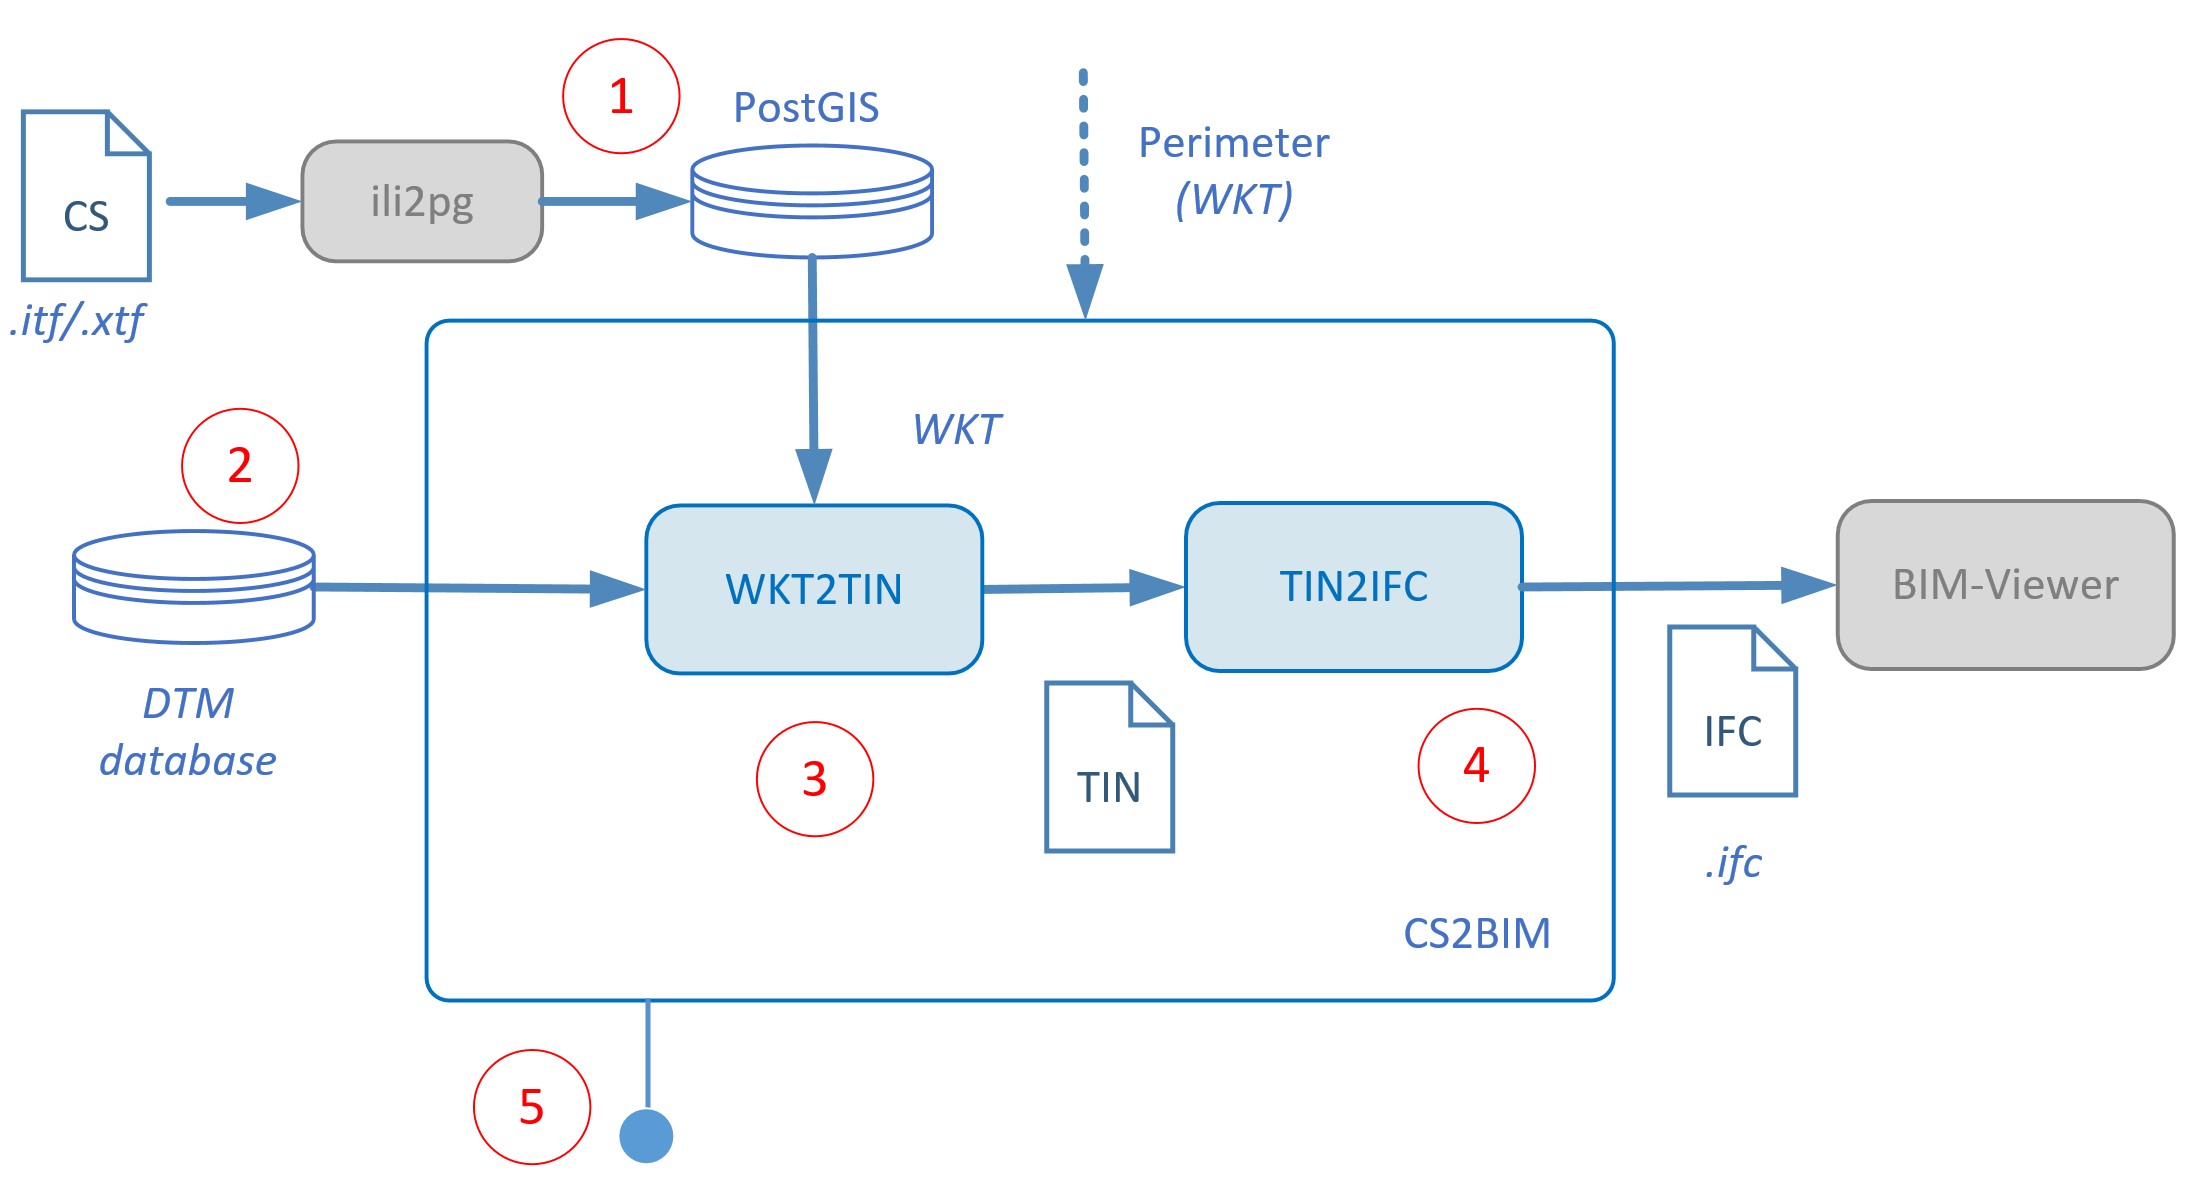 1
PostGIS
Perimeter
(WKT)
CS
ili2pg
.itf/.xtf
WKT
2
WKT2TIN
TIN2IFC
BIM-Viewer
DTM
database
3
TIN
4
IFC
.ifc
CS2BIM
5